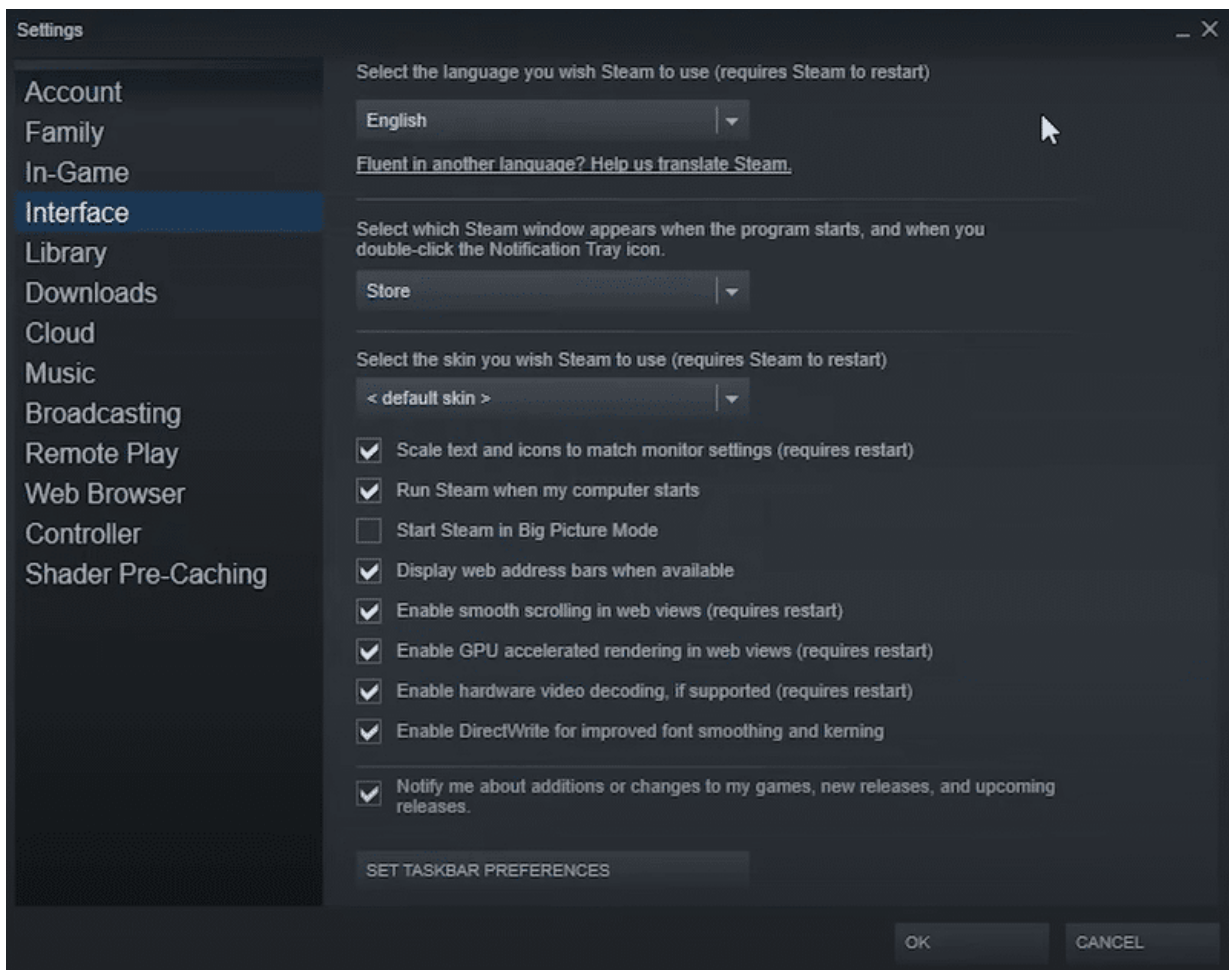 Settings
Account
Family
In-Game
Interface
Library
Downloads
Cloud
Music
Broadcasting
Remote Play
Web Browser
Controller
Shader Pre-Caching
Select the language you wish Steam to use (requires Steam to restart)
English
Fluent in another language? Help us translate Steam.
Select which Steam window appears when the program starts, and when you
double-click the Notification Tray icon.
Store
Select the skin you wish Steam to use (requires Steam to restart)
< default skin >
Scale text and icons to match monitor settings (requires restart)
Run Steam when my computer starts
Start Steam in Big Picture Mode
Display web address bars when available
Enable smooth scrolling in web views (requires restart)
Enable GPU accelerated rendering in web views (requires restart)
Enable hardware video decoding, if supported (requires restart)
Enable DirectWrite for improved font smoothing and kerning
Notify me about additions or changes to my games, new releases, and upcoming
releases.
SET TASKBAR PREFERENCES
OK
CANCEL